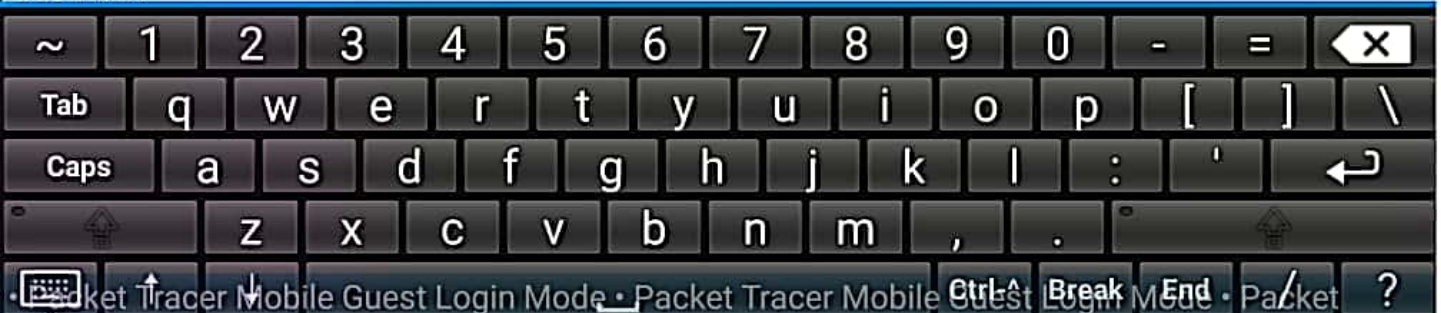 ~ 1 2 3 4 5 6 7 8 9 0 - =
Tab q w e r t y u i o p [ ] \
Caps a s d f g h j k l : '
z x c v b n m , .
Ctrl-^ Break End / ?
• Packet Tracer Mobile Guest Login Mode • Packet Tracer Mobile Guest Login Mode • Packet